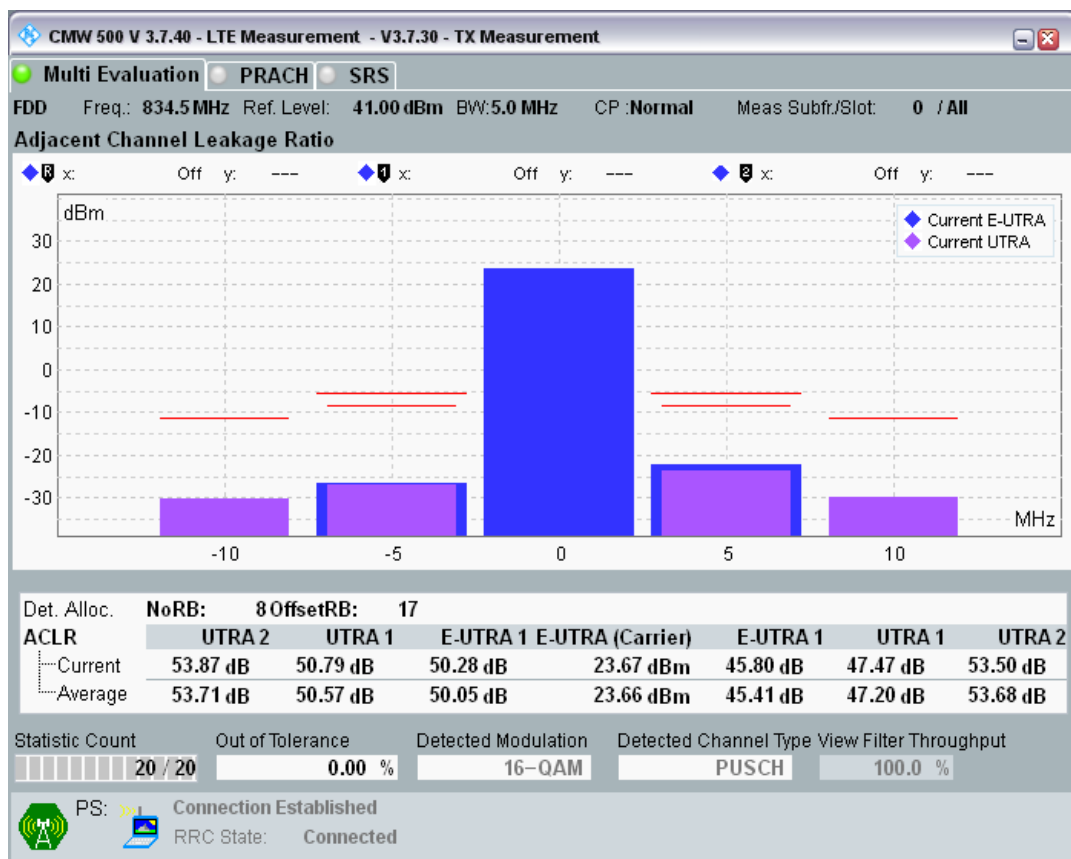 CMW 500 V 3.7.40 - LTE Measurement - V3.7.30 - TX Measurement
Multi Evaluation PRACH SRS
FDD Freq.: 834.5 MHz Ref. Level: 41.00 dBm BW:5.0 MHz CP :Normal Meas Subfr./Slot: 0 / All
Adjacent Channel Leakage Ratio
R x: Off y: --- 1 x: Off y: --- 2 x: Off y: ---
dBm
Current E-UTRA
Current UTRA
30
20
10
0
-10
-20
-30
MHz
-10 -5 0 5 10
Det. Alloc. NoRB: 8 OffsetRB: 17
ACLR UTRA 2 UTRA 1 E-UTRA 1 E-UTRA (Carrier) E-UTRA 1 UTRA 1 UTRA 2
Current 53.87 dB 50.79 dB 50.28 dB 23.67 dBm 45.80 dB 47.47 dB 53.50 dB
Average 53.71 dB 50.57 dB 50.05 dB 23.66 dBm 45.41 dB 47.20 dB 53.68 dB
Statistic Count Out of Tolerance Detected Modulation Detected Channel Type View Filter Throughput
20 / 20 0.00 % 16-QAM PUSCH 100.0 %
PS: Connection Established
RRC State: Connected